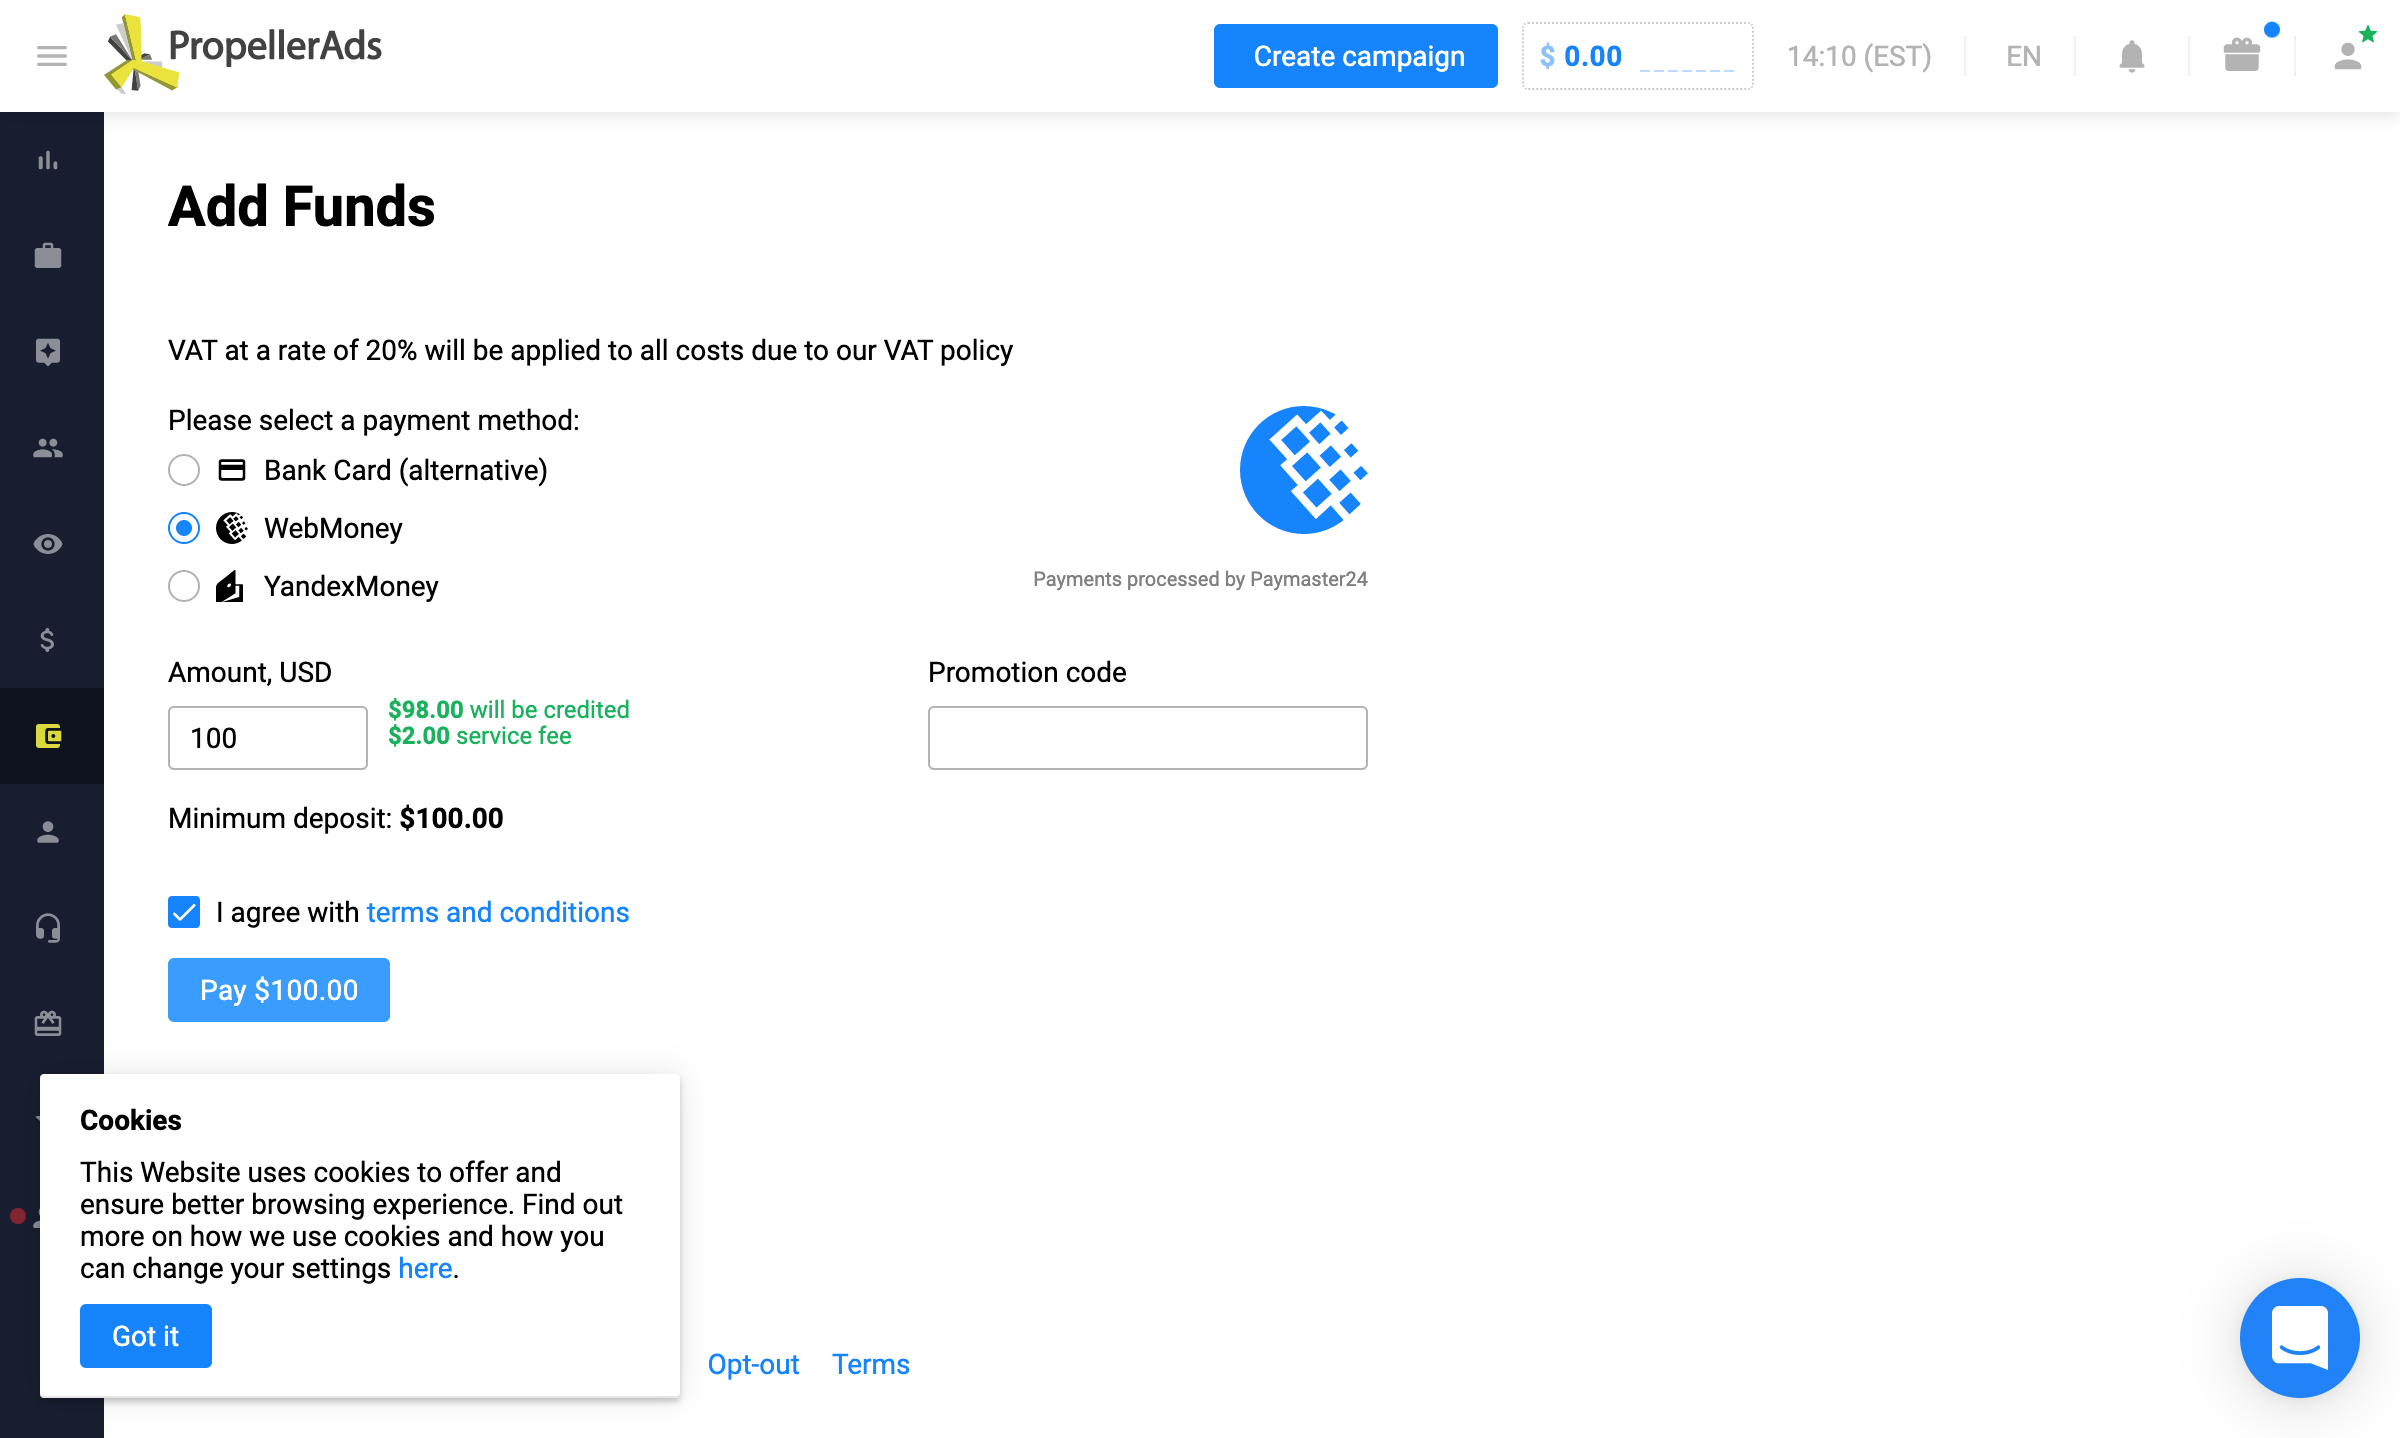 PropellerAds
Create campaign
$ 0.00
14:10 (EST)
EN
Add Funds
VAT at a rate of 20% will be applied to all costs due to our VAT policy
Please select a payment method:
Bank Card (alternative)
WebMoney
YandexMoney
Payments processed by Paymaster24
Amount, USD
100
$98.00 will be credited
$2.00 service fee
Promotion code
Minimum deposit: $100.00
I agree with terms and conditions
Pay $100.00
Cookies
This Website uses cookies to offer and
ensure better browsing experience. Find out
more on how we use cookies and how you
can change your settings here.
Got it
Opt-out
Terms